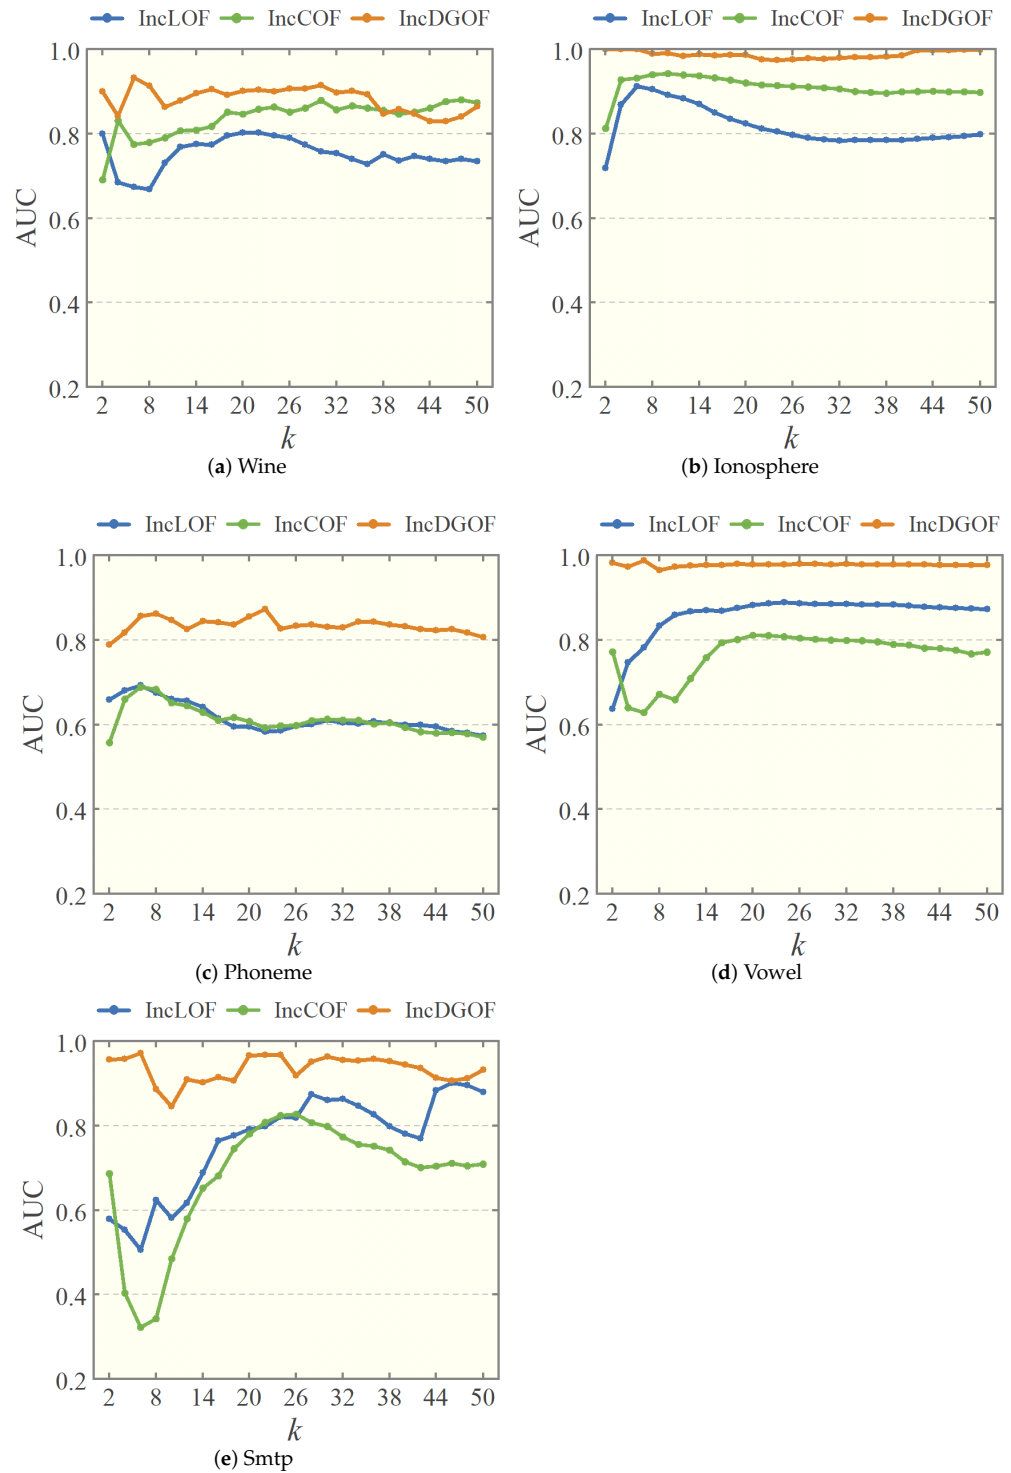 IncLOF IncCOF IncDGOF IncLOF IncCOF IncDGOF
1.0 1.0
0.8 0.8
AUC AUC
0.6 0.6
0.4 0.4
0.2 0.2
2 8 14 20 26 32 38 44 50 2 8 14 20 26 32 38 44 50
k k
(a) Wine (b) Ionosphere
IncLOF IncCOF IncDGOF IncLOF IncCOF IncDGOF
1.0 1.0
0.8 0.8
AUC AUC
0.6 0.6
0.4 0.4
0.2 0.2
2 8 14 20 26 32 38 44 50 2 8 14 20 26 32 38 44 50
k k
(c) Phoneme (d) Vowel
IncLOF IncCOF IncDGOF
1.0
0.8
AUC
0.6
0.4
0.2
2 8 14 20 26 32 38 44 50
k
(e) Smtp